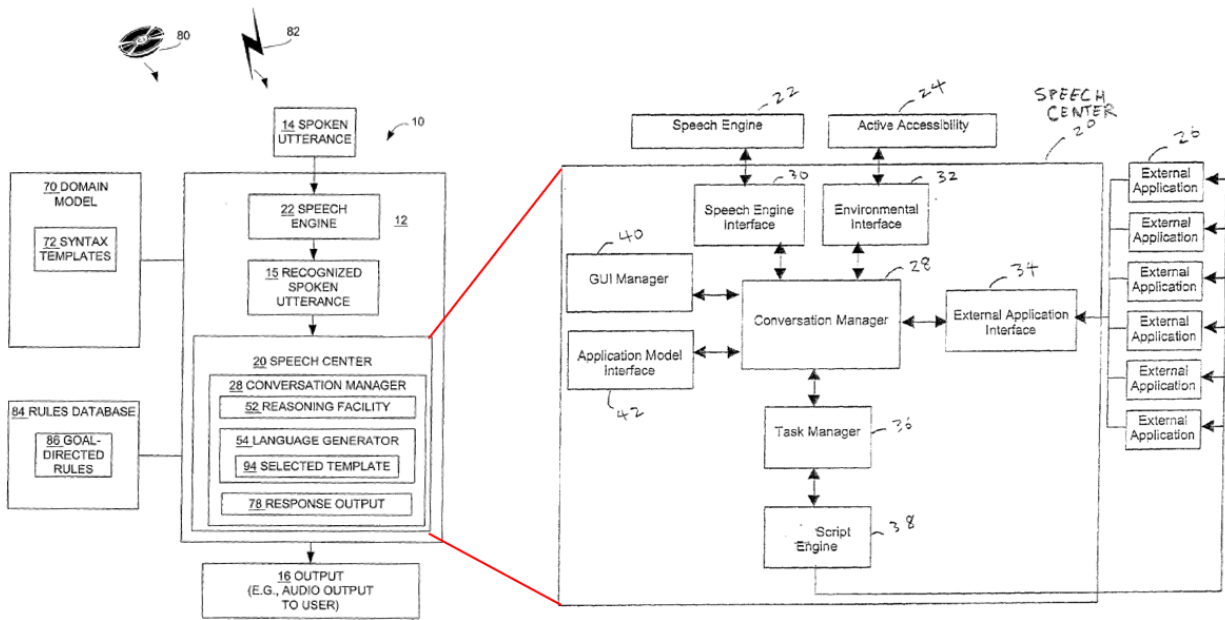 80
82
14 SPOKEN
UTTERANCE
10
70 DOMAIN
MODEL
72 SYNTAX
TEMPLATES
22 SPEECH
ENGINE
12
15 RECOGNIZED
SPOKEN
UTTERANCE
20 SPEECH CENTER
28 CONVERSATION MANAGER
52 REASONING FACILITY
54 LANGUAGE GENERATOR
94 SELECTED TEMPLATE
78 RESPONSE OUTPUT
84 RULES DATABASE
86 GOAL-
DIRECTED
RULES
16 OUTPUT
(E.G., AUDIO OUTPUT
TO USER)
22
Speech Engine
24
Active Accessibility
SPEECH
CENTER
20
30
Speech Engine
Interface
32
Environmental
Interface
40
GUI Manager
28
Conversation Manager
34
External Application
Interface
Application Model
Interface
42
Task Manager
36
Script
Engine
38
26
External
Application
External
Application
External
Application
External
Application
External
Application
External
Application